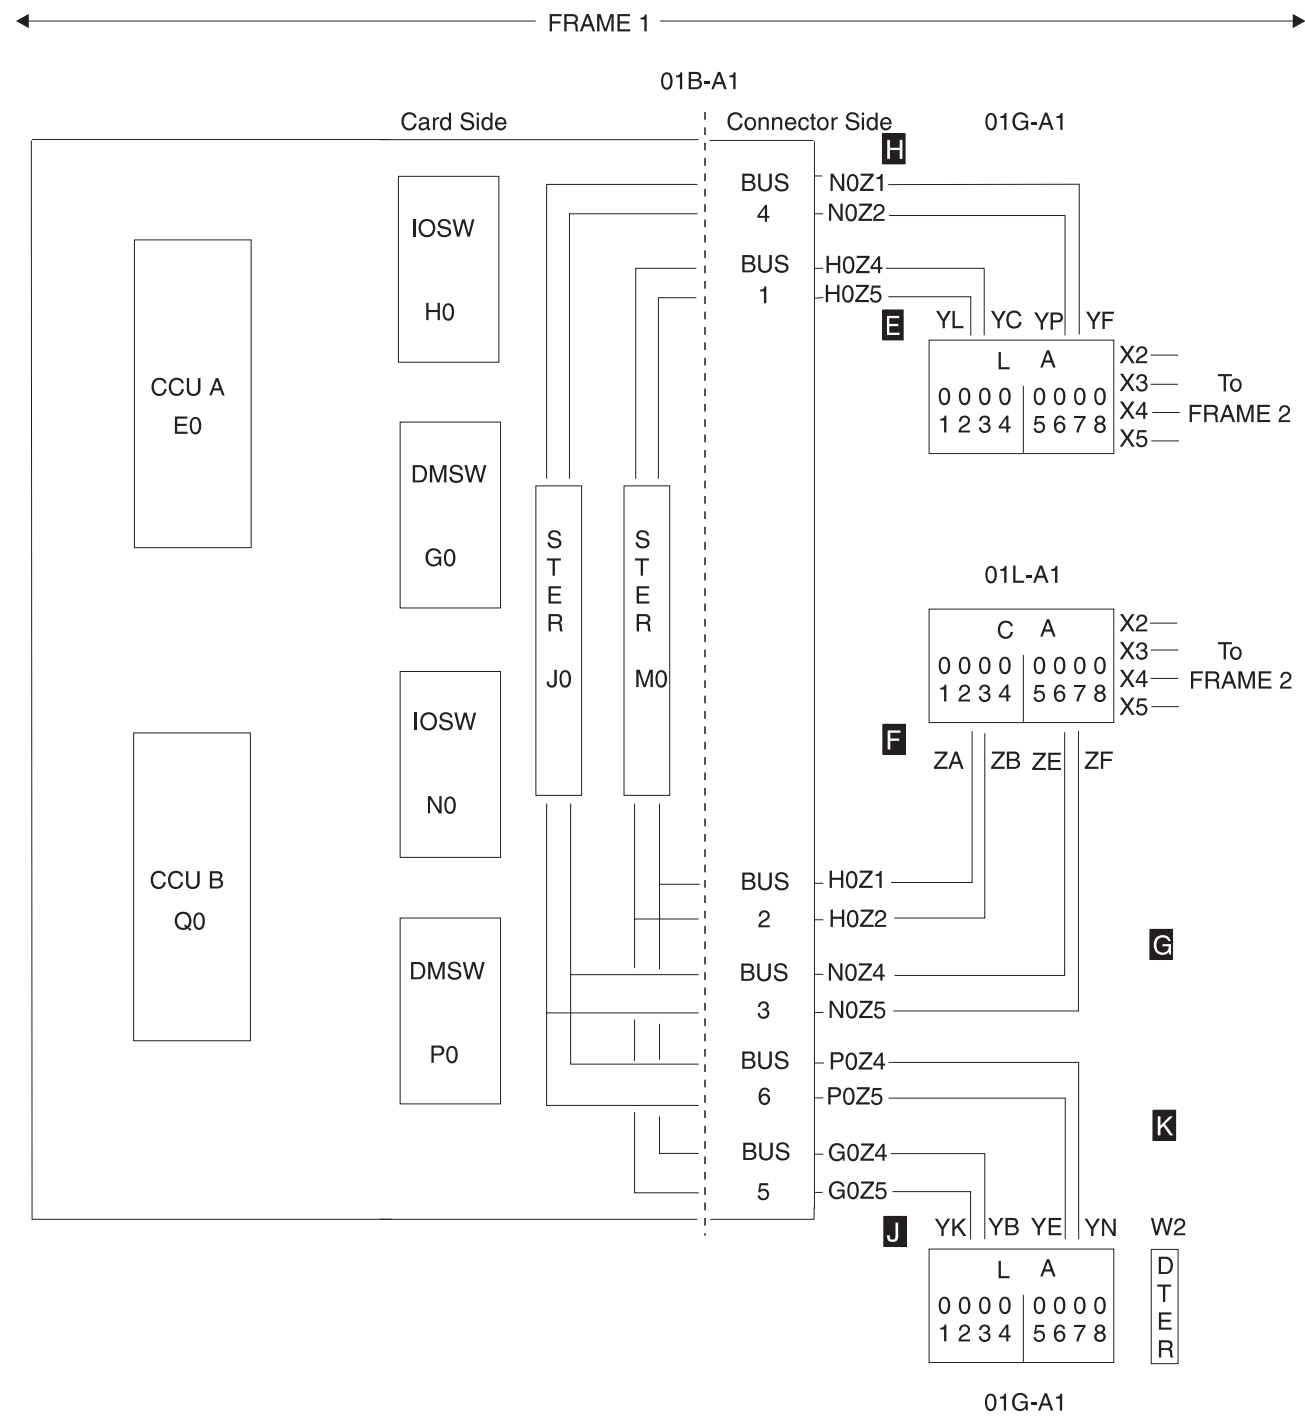 FRAME 1
01B-A1
Card Side
Connector Side
01G-A1
H
BUS
4
N0Z1
N0Z2
IOSW
H0
BUS
1
H0Z4
H0Z5
E
YL YC YP YF
L A
0 0 0 0 0 0 0 0
1 2 3 4 5 6 7 8
X2
X3
X4
X5
To
FRAME 2
CCU A
E0
DMSW
G0
STER
J0
STER
M0
01L-A1
C A
0 0 0 0 0 0 0 0
1 2 3 4 5 6 7 8
X2
X3
X4
X5
To
FRAME 2
F
ZA ZB ZE ZF
IOSW
N0
CCU B
Q0
BUS
2
H0Z1
H0Z2
G
DMSW
P0
BUS
3
N0Z4
N0Z5
BUS
6
P0Z4
P0Z5
K
BUS
5
G0Z4
G0Z5
J
YK YB YE YN
W2
L A
0 0 0 0 0 0 0 0
1 2 3 4 5 6 7 8
DTER
01G-A1